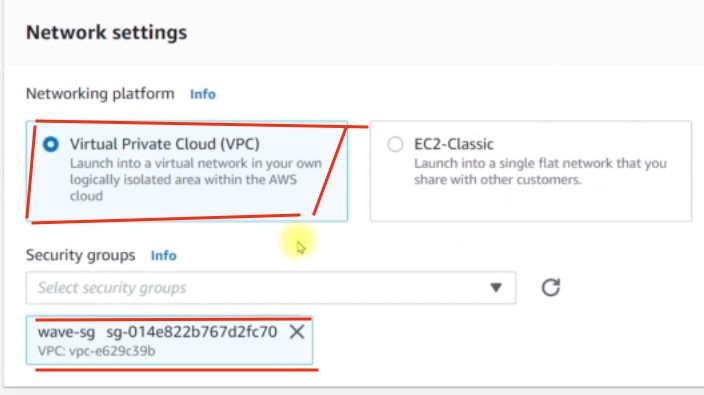 Network settings
Networking platform Info
Virtual Private Cloud (VPC)
Launch into a virtual network in your own
logically isolated area within the AWS
cloud
EC2-Classic
Launch into a single flat network that you
share with other customers.
Security groups Info
Select security groups
wave-sg sg-014e822b767d2fc70
VPC: vpc-e629c39b